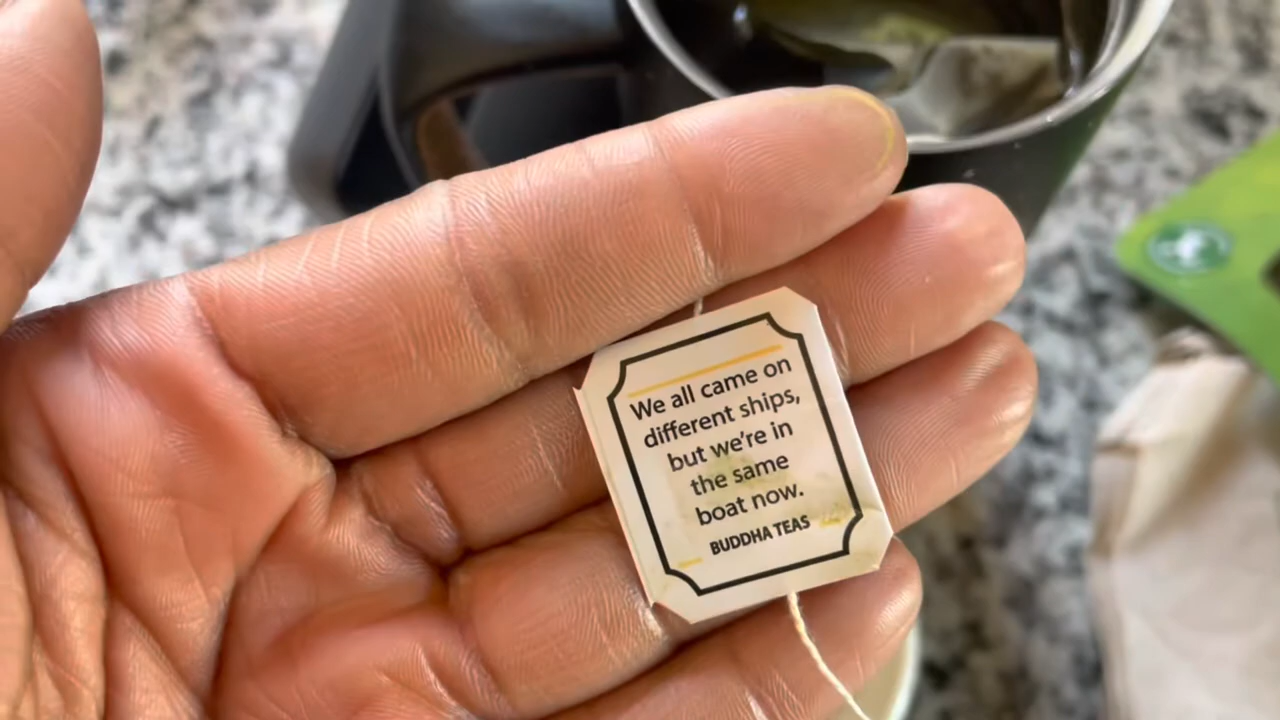 We all came on
different ships,
but we're in
the same
boat now.
BUDDHA TEAS